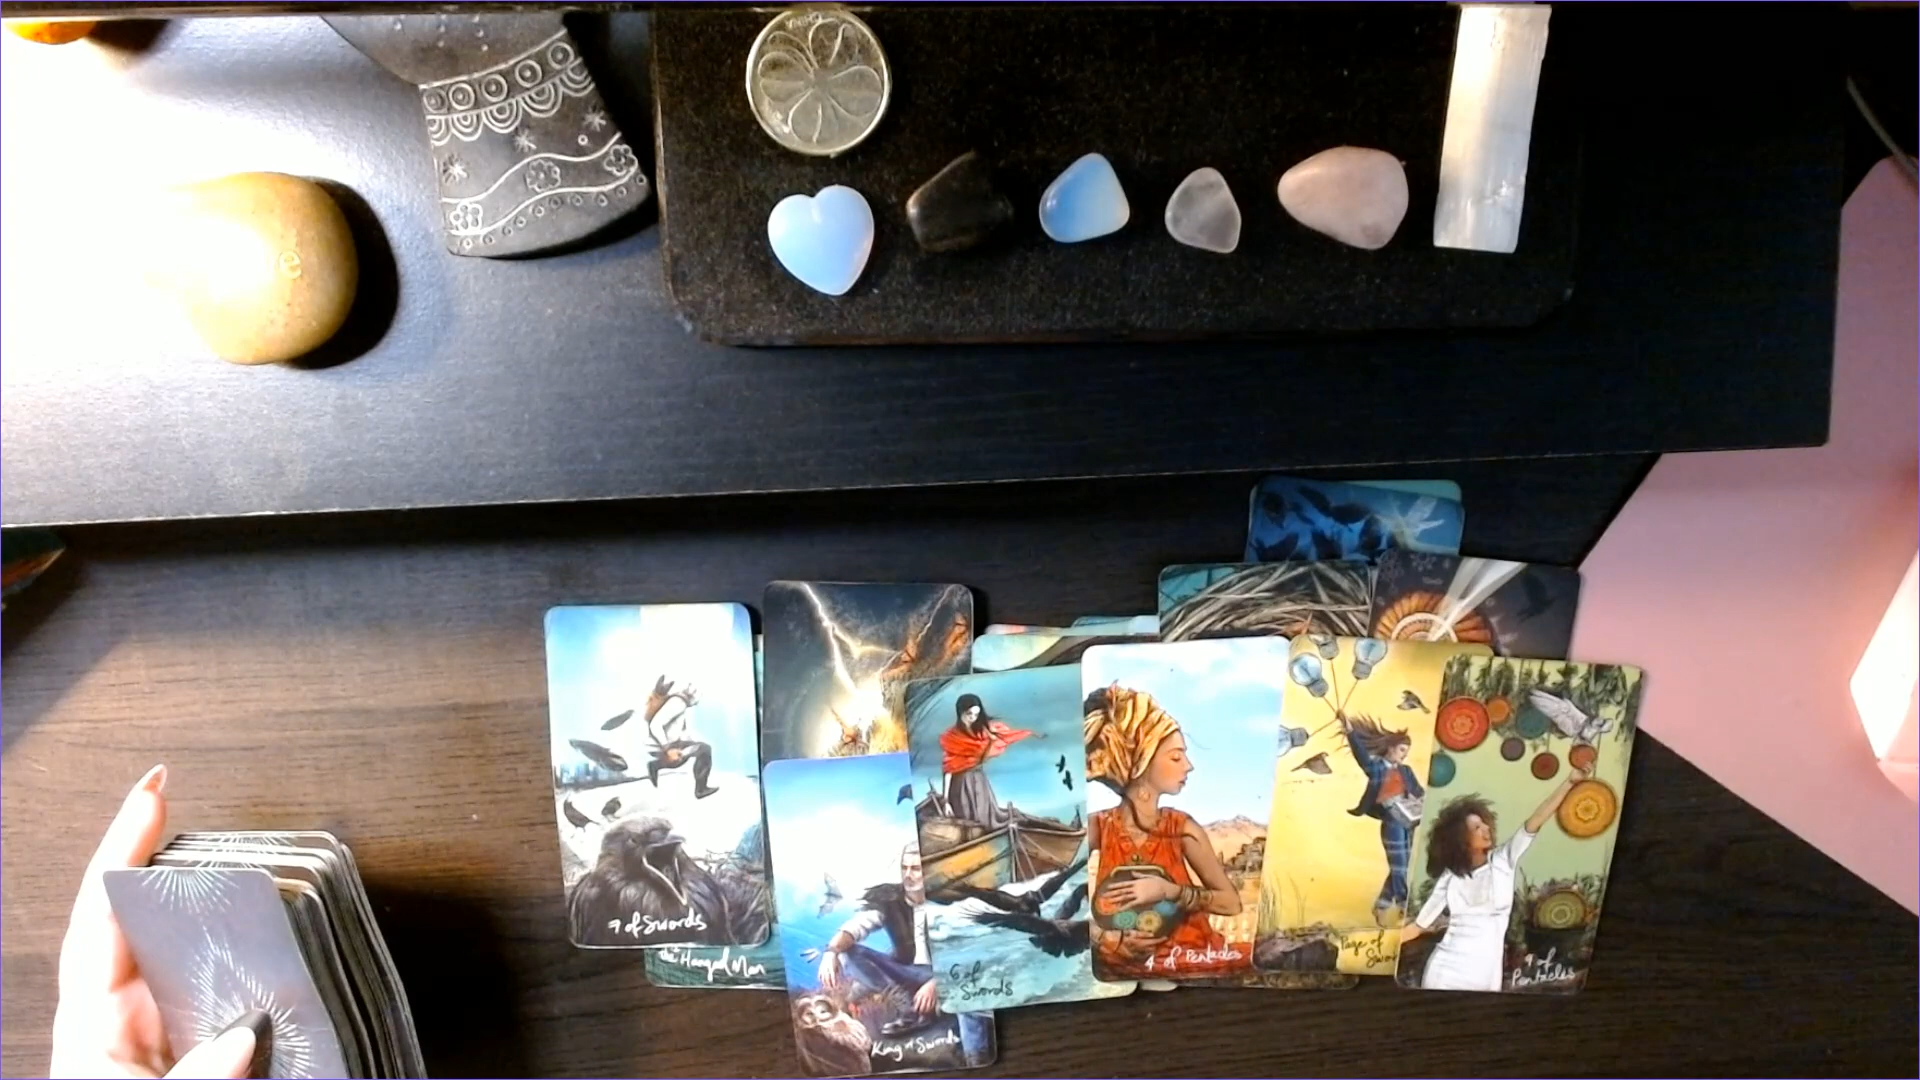 7 of Swords
the Hanged Man
King of Swords
6 of
Swords
4 of Pentacles
Page of
9 of
Pentacles